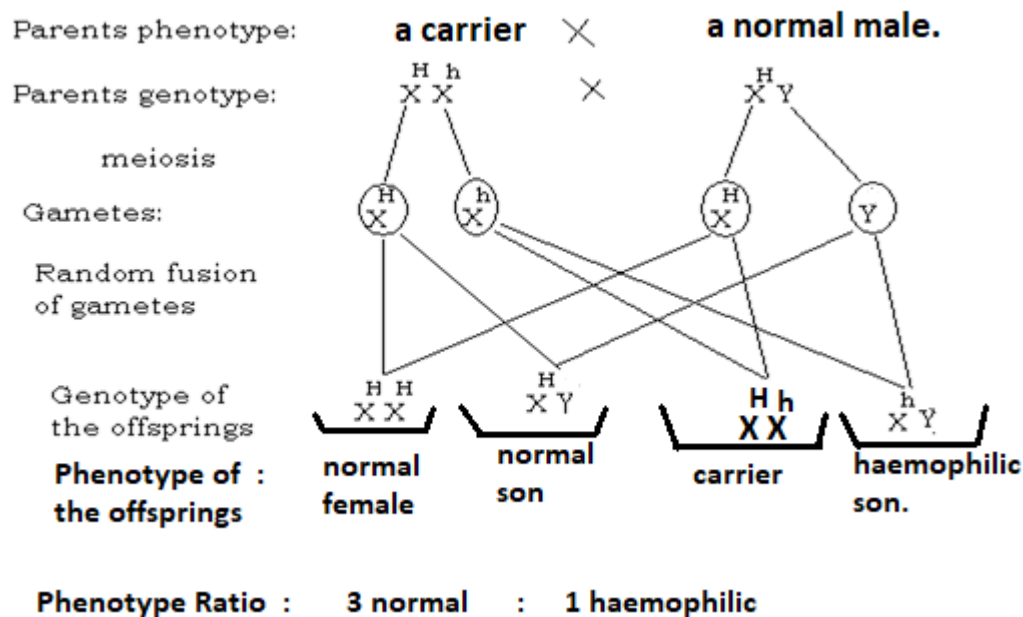 Parents phenotype: a carrier X a normal male.
Parents genotype: X^H X^h X X^H Y
meiosis
Gametes: X^H X^h X^H Y
Random fusion
of gametes
Genotype of
the offsprings X^H X^H X^H Y X^H X^h X^h Y
Phenotype of : normal normal carrier haemophilic
the offsprings female son son.
Phenotype Ratio : 3 normal : 1 haemophilic